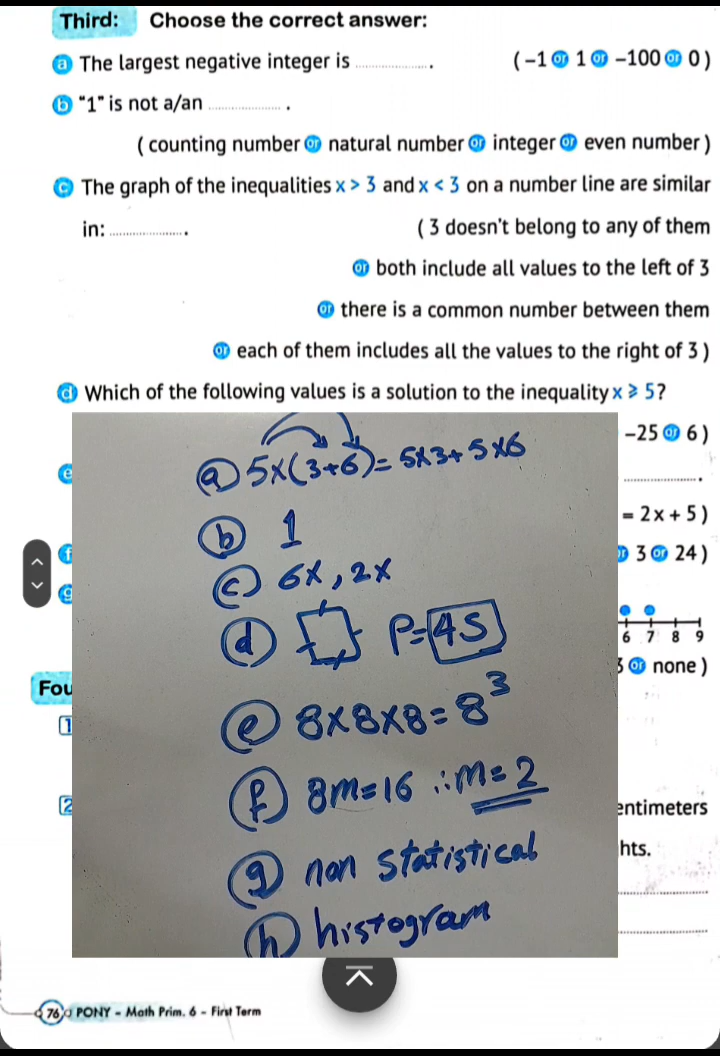 Third: Choose the correct answer:
a The largest negative integer is .................... . ( -1 or 1 or -100 or 0 )
b "1" is not a/an .................... .
( counting number or natural number or integer or even number )
c The graph of the inequalities x > 3 and x < 3 on a number line are similar
in: .................... . ( 3 doesn't belong to any of them
or both include all values to the left of 3
or there is a common number between them
or each of them includes all the values to the right of 3 )
d Which of the following values is a solution to the inequality x ⩾ 5?
-25 or 6 )
e .................... .
= 2x + 5 )
f or 3 or 24 )
g
6 7 8 9
or none )
Fou
1
2
entimeters
hts.
a 5×(3+6)= 5×3+5×6
b 1
c 6x , 2x
d P=4S
e 8×8×8=8³
f 8m=16 ∴m=2
g non statistical
h histogram
76 PONY - Math Prim. 6 - First Term